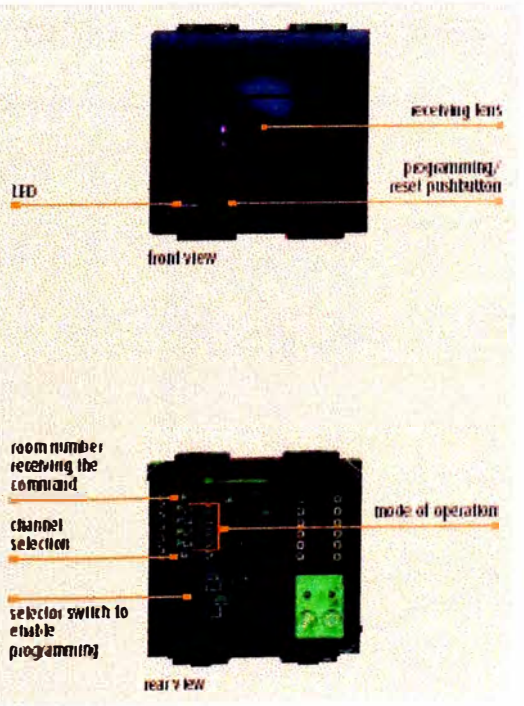 receiving lens
programming/
reset pushbutton
LED
front view
room number
receiving the
command
channel
selection
mode of operation
selector switch to
enable
programming
rear view